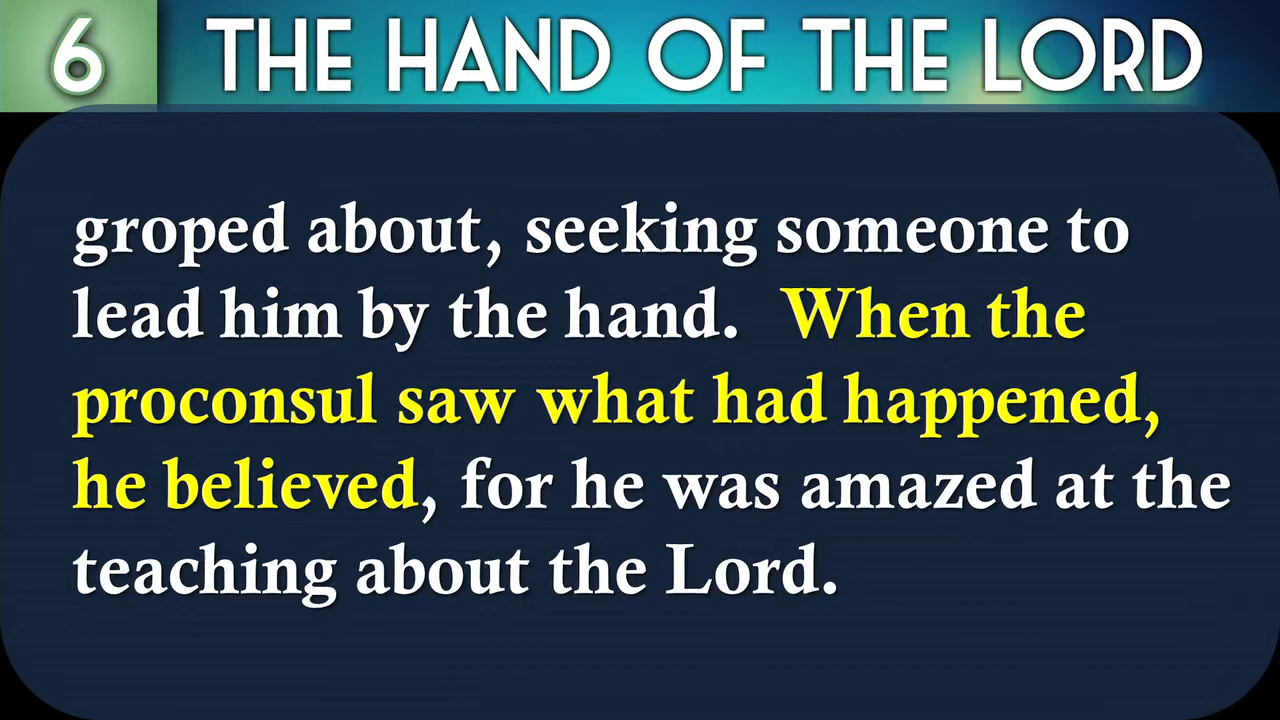 6 THE HAND OF THE LORD
groped about, seeking someone to
lead him by the hand. When the
proconsul saw what had happened,
he believed, for he was amazed at the
teaching about the Lord.